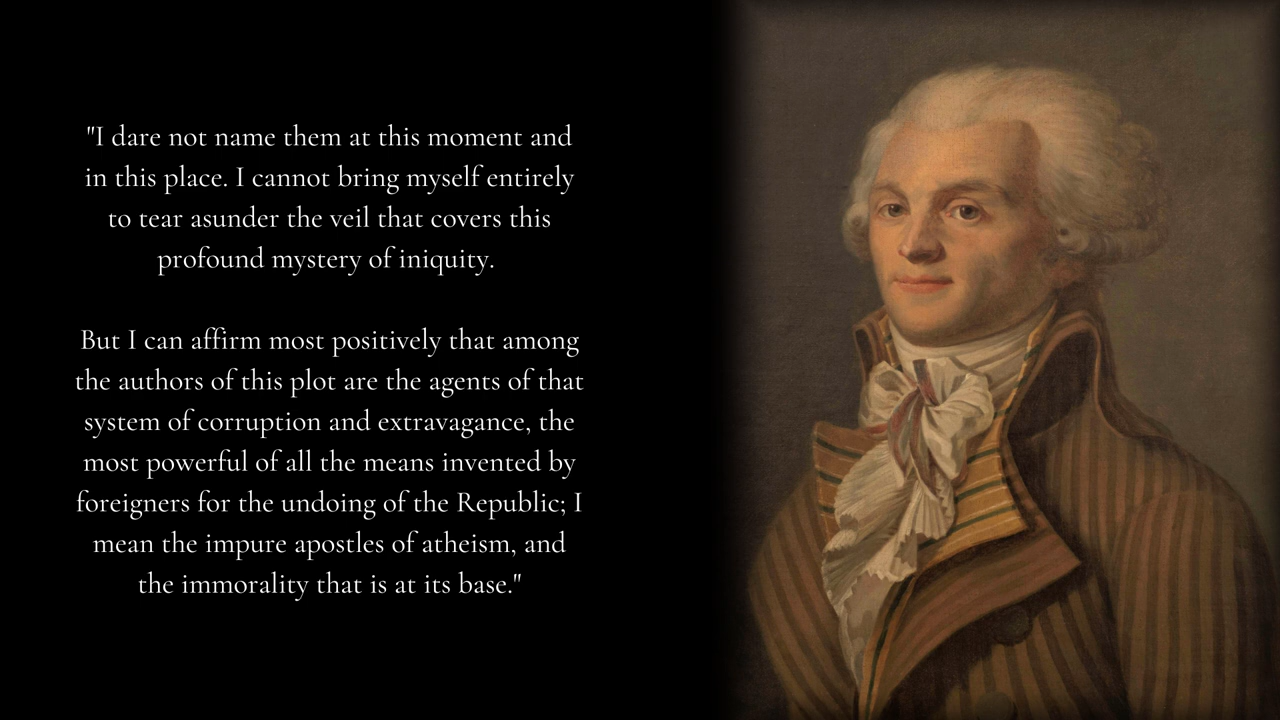 "I dare not name them at this moment and
in this place. I cannot bring myself entirely
to tear asunder the veil that covers this
profound mystery of iniquity.
But I can affirm most positively that among
the authors of this plot are the agents of that
system of corruption and extravagance, the
most powerful of all the means invented by
foreigners for the undoing of the Republic; I
mean the impure apostles of atheism, and
the immorality that is at its base."